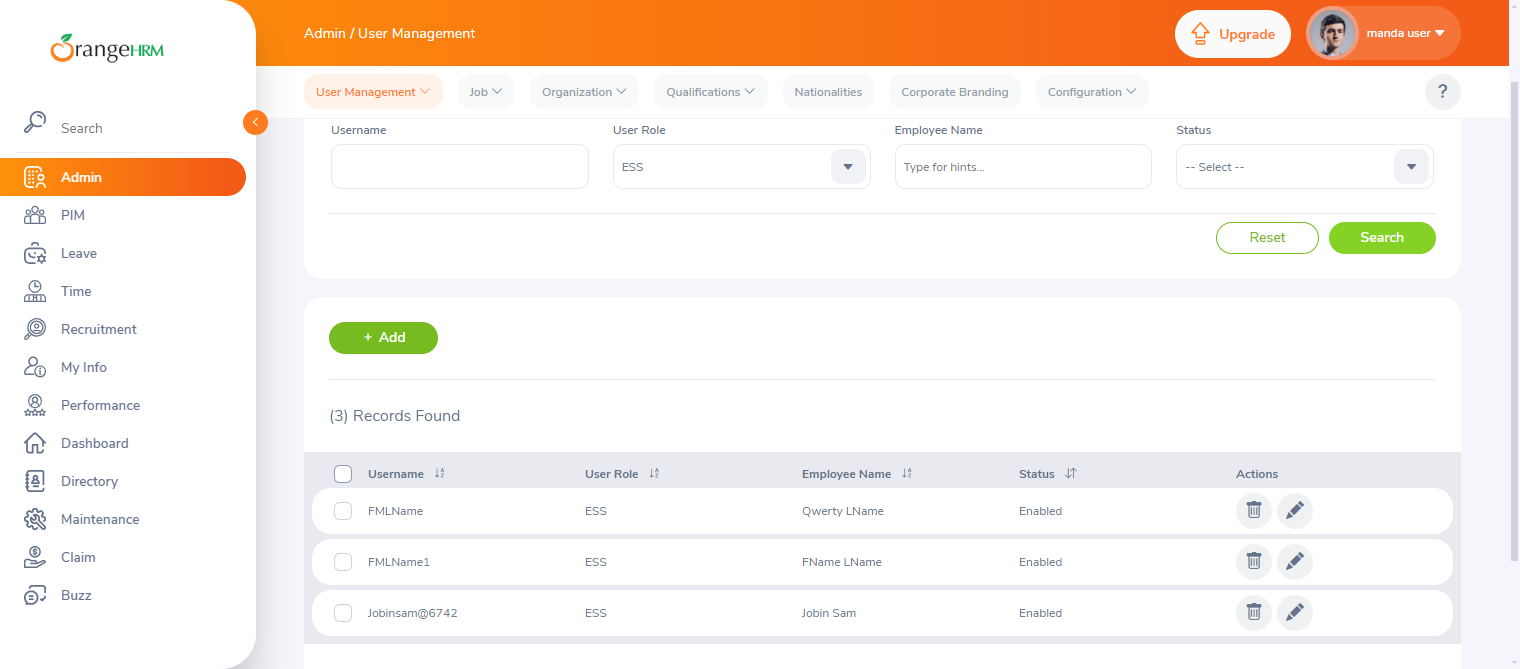 OrangeHRM
Admin / User Management
Upgrade
manda user
User Management
Job
Organization
Qualifications
Nationalities
Corporate Branding
Configuration
?
Search
Admin
PIM
Leave
Time
Recruitment
My Info
Performance
Dashboard
Directory
Maintenance
Claim
Buzz
Username
User Role
Employee Name
Status
ESS
Type for hints...
-- Select --
Reset
Search
+ Add
(3) Records Found
Username User Role Employee Name Status Actions
FMLName ESS Qwerty LName Enabled
FMLName1 ESS FName LName Enabled
Jobinsam@6742 ESS Jobin Sam Enabled